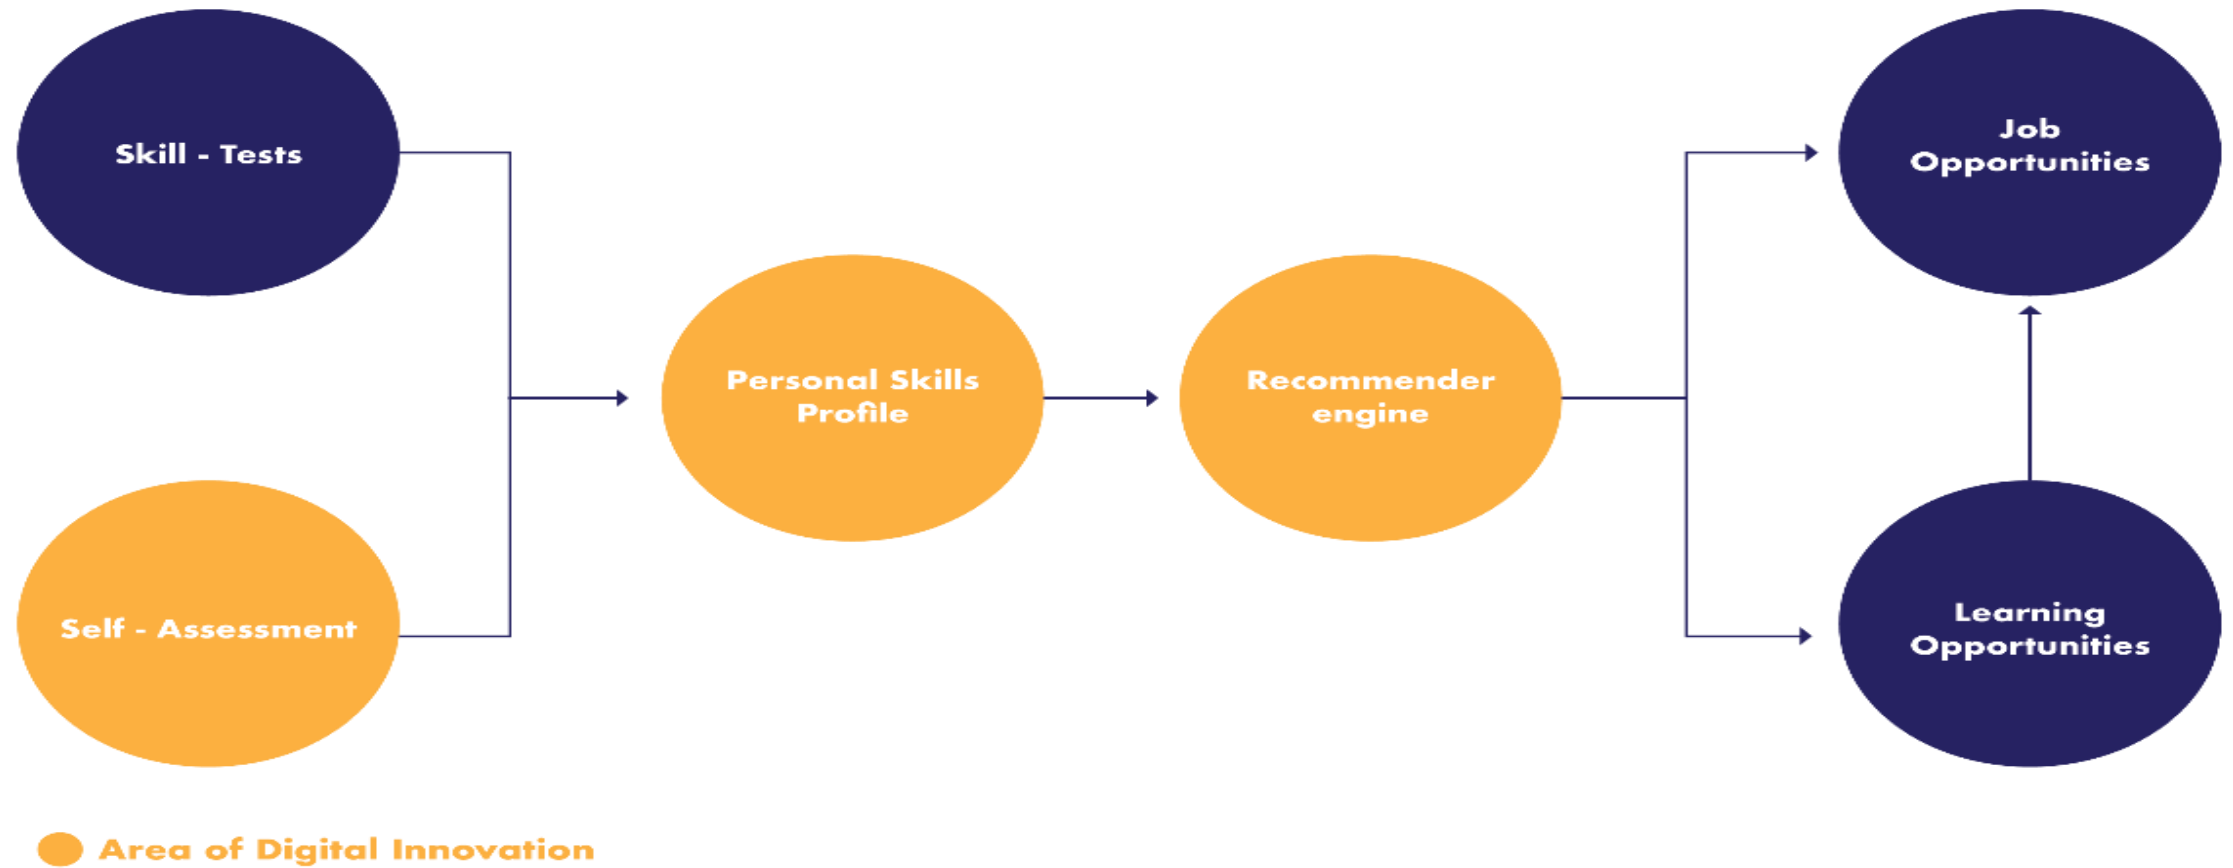 Skill - Tests
Job
Opportunities
Personal Skills
Profile
Recommender
engine
Self - Assessment
Learning
Opportunities
Area of Digital Innovation